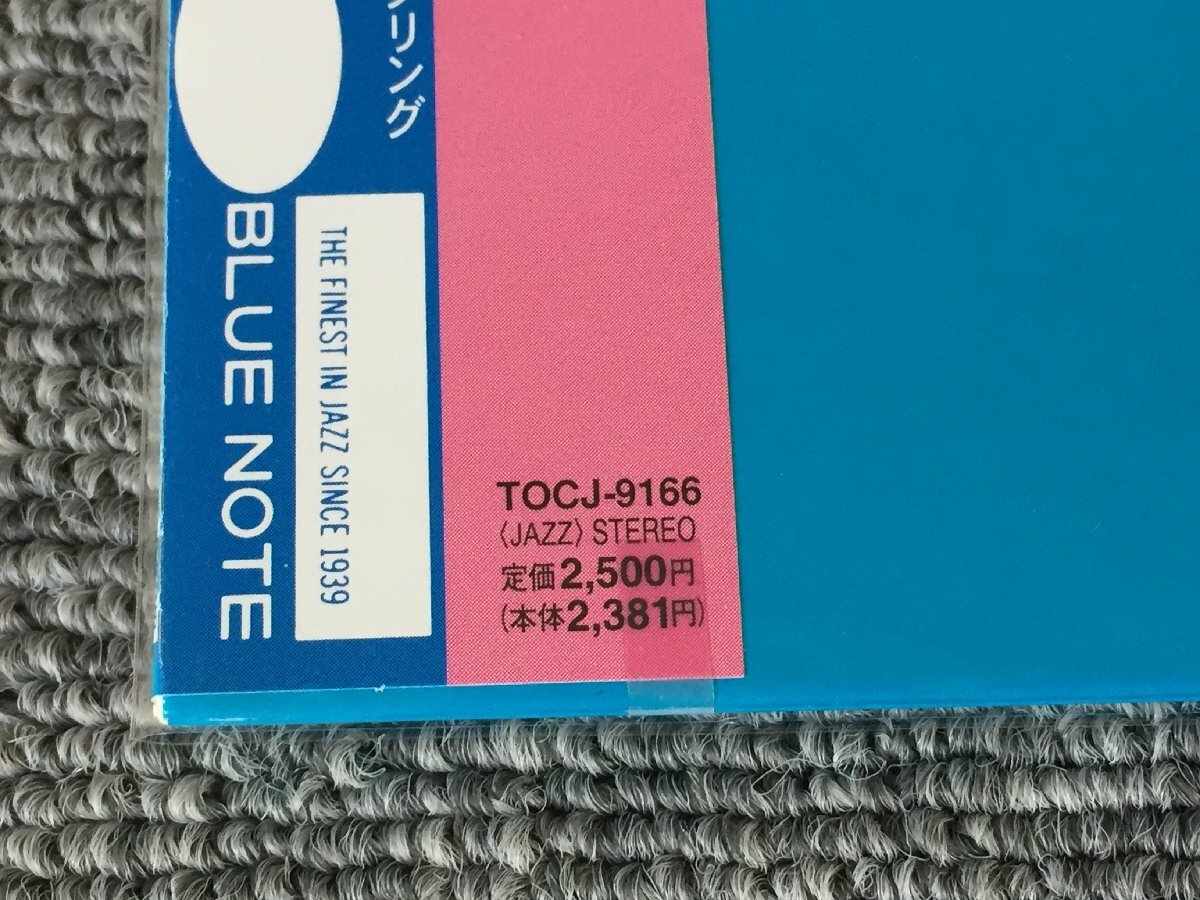 リング
BLUE NOTE
THE FINEST IN JAZZ SINCE 1939
TOCJ-9166
〈JAZZ〉 STEREO
定価2,500円
(本体2,381円)